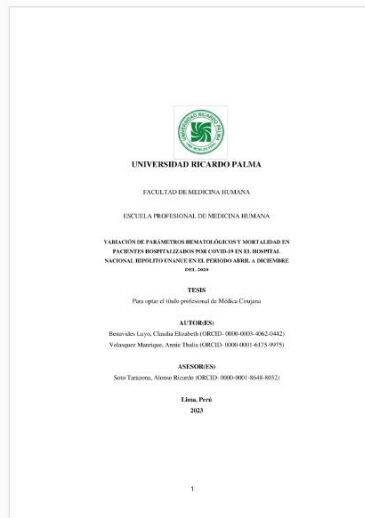 UNIVERSIDAD RICARDO PALMA
FACULTAD DE MEDICINA HUMANA
ESCUELA PROFESIONAL DE MEDICINA HUMANA
VARIACIÓN DE PARÁMETROS HEMATOLÓGICOS Y MORTALIDAD EN
PACIENTES HOSPITALIZADOS POR COVID-19 EN EL HOSPITAL
NACIONAL HIPÓLITO UNANUE EN EL PERIODO ABRIL A DICIEMBRE
DEL 2020
TESIS
Para optar el título profesional de Médica Cirujana
AUTOR(ES)
Benavides Layo, Claudia Elizabeth (ORCID- 0000-0003-4062-0442)
Velasquez Manrique, Annie Thalia (ORCID- 0000-0001-6175-9975)
ASESOR(ES)
Soto Tarazona, Alonso Ricardo (ORCID- 0000-0001-8648-8032)
Lima, Perú
2023
1